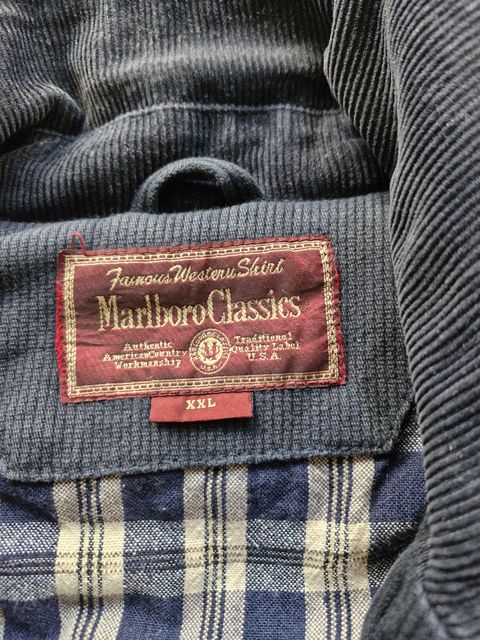 Famous Western Shirt
Marlboro Classics
Authentic
American Country
Workmanship
Traditional
Quality Label
U.S.A.
U.S.A.
XXL